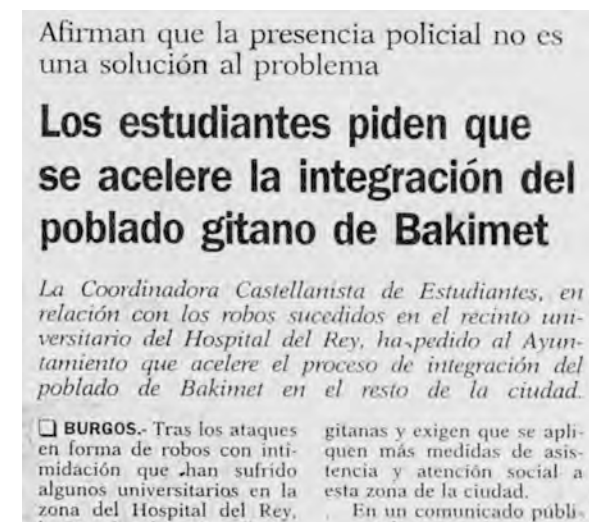 Afirman que la presencia policial no es
una solución al problema
Los estudiantes piden que
se acelere la integración del
poblado gitano de Bakimet
La Coordinadora Castellanista de Estudiantes, en
relación con los robos sucedidos en el recinto uni-
versitario del Hospital del Rey, ha pedido al Ayun-
tamiento que acelere el proceso de integración del
poblado de Bakimet en el resto de la ciudad.
❑ BURGOS.- Tras los ataques
en forma de robos con inti-
midación que han sufrido
algunos universitarios en la
zona del Hospital del Rey,
gitanas y exigen que se apli-
quen más medidas de asis-
tencia y atención social a
esta zona de la ciudad.
En un comunicado públi-